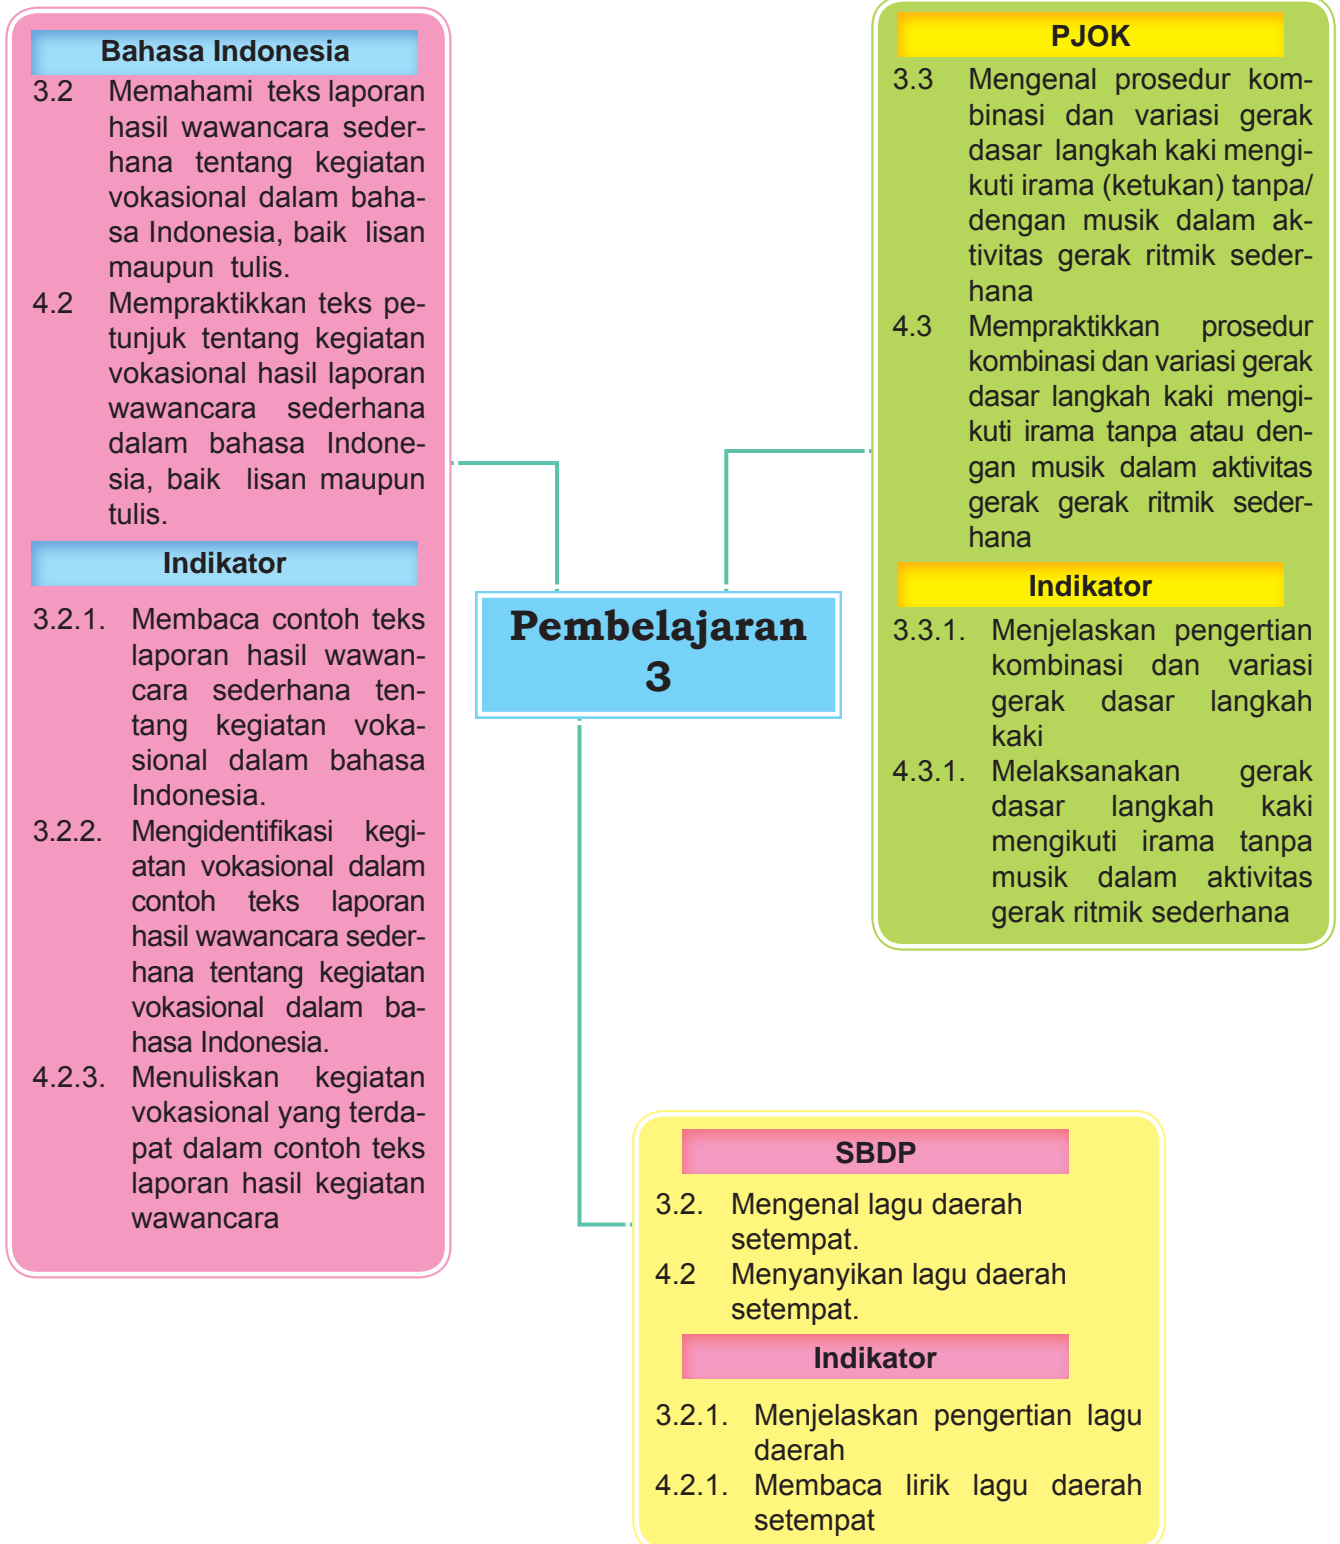 Bahasa Indonesia
3.2 Memahami teks laporan
hasil wawancara seder-
hana tentang kegiatan
vokasional dalam baha-
sa Indonesia, baik lisan
maupun tulis.
4.2 Mempraktikkan teks pe-
tunjuk tentang kegiatan
vokasional hasil laporan
wawancara sederhana
dalam bahasa Indone-
sia, baik lisan maupun
tulis.
Indikator
3.2.1. Membaca contoh teks
laporan hasil wawan-
cara sederhana ten-
tang kegiatan voka-
sional dalam bahasa
Indonesia.
3.2.2. Mengidentifikasi kegi-
atan vokasional dalam
contoh teks laporan
hasil wawancara seder-
hana tentang kegiatan
vokasional dalam ba-
hasa Indonesia.
4.2.3. Menuliskan kegiatan
vokasional yang terda-
pat dalam contoh teks
laporan hasil kegiatan
wawancara
Pembelajaran
3
PJOK
3.3 Mengenal prosedur kom-
binasi dan variasi gerak
dasar langkah kaki mengi-
kuti irama (ketukan) tanpa/
dengan musik dalam ak-
tivitas gerak ritmik seder-
hana
4.3 Mempraktikkan prosedur
kombinasi dan variasi gerak
dasar langkah kaki mengi-
kuti irama tanpa atau den-
gan musik dalam aktivitas
gerak gerak ritmik seder-
hana
Indikator
3.3.1. Menjelaskan pengertian
kombinasi dan variasi
gerak dasar langkah
kaki
4.3.1. Melaksanakan gerak
dasar langkah kaki
mengikuti irama tanpa
musik dalam aktivitas
gerak ritmik sederhana
SBDP
3.2. Mengenal lagu daerah
setempat.
4.2 Menyanyikan lagu daerah
setempat.
Indikator
3.2.1. Menjelaskan pengertian lagu
daerah
4.2.1. Membaca lirik lagu daerah
setempat